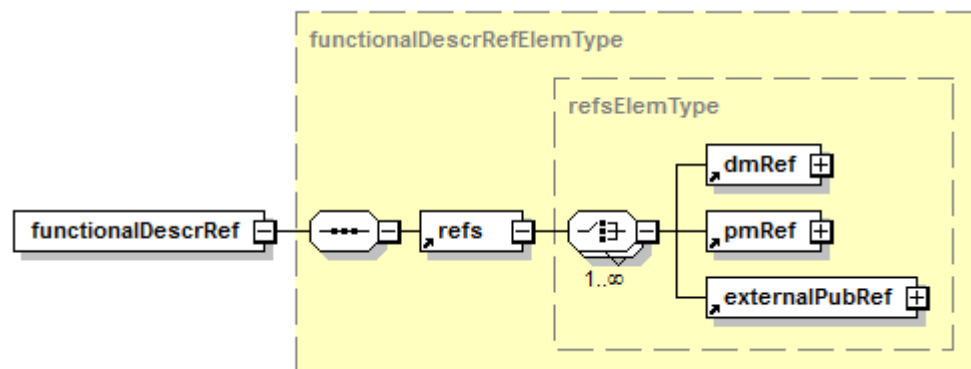 functionalDescrRefElemType
refsElemType
dmRef
functionalDescrRef
refs
pmRef
1..∞
externalPubRef